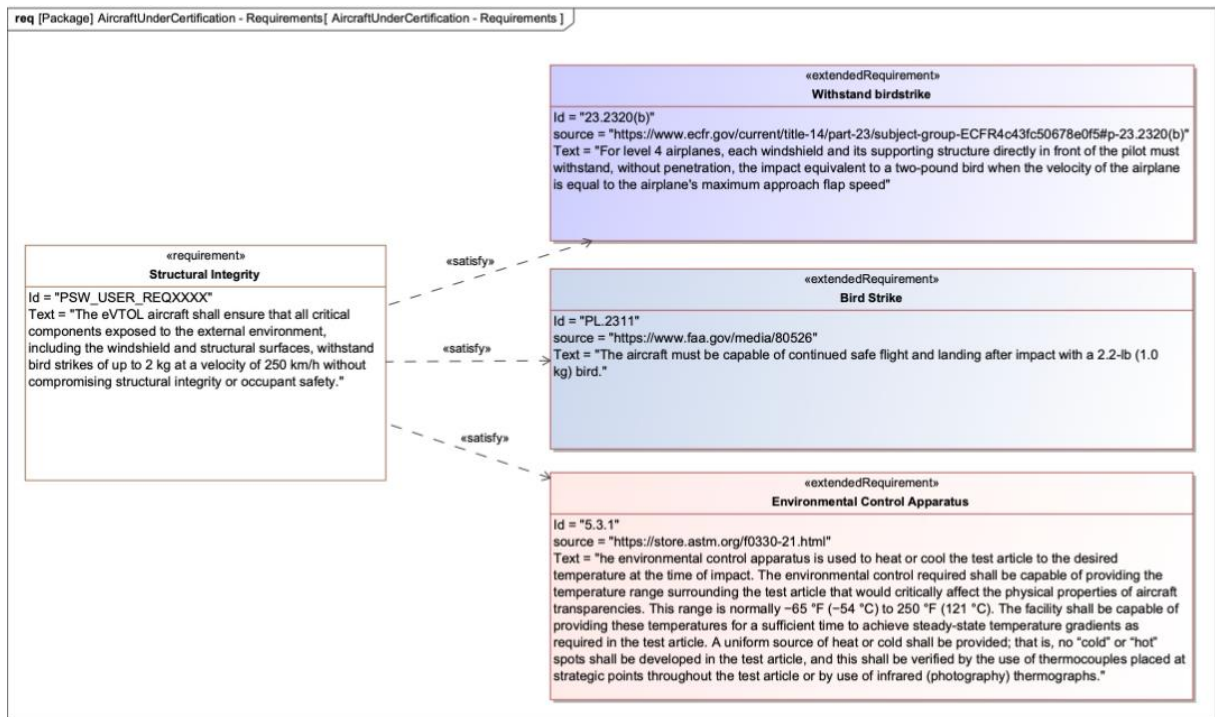 req [Package] AircraftUnderCertification - Requirements[ AircraftUnderCertification - Requirements ]
«extendedRequirement»
Withstand birdstrike
Id = "23.2320(b)"
source = "https://www.ecfr.gov/current/title-14/part-23/subject-group-ECFR4c43fc50678e0f5#p-23.2320(b)"
Text = "For level 4 airplanes, each windshield and its supporting structure directly in front of the pilot must
withstand, without penetration, the impact equivalent to a two-pound bird when the velocity of the airplane
is equal to the airplane's maximum approach flap speed"
«requirement»
Structural Integrity
Id = "PSW_USER_REQXXXX"
Text = "The eVTOL aircraft shall ensure that all critical
components exposed to the external environment,
including the windshield and structural surfaces, withstand
bird strikes of up to 2 kg at a velocity of 250 km/h without
compromising structural integrity or occupant safety."
«satisfy»
«satisfy»
«satisfy»
«extendedRequirement»
Bird Strike
Id = "PL.2311"
source = "https://www.faa.gov/media/80526"
Text = "The aircraft must be capable of continued safe flight and landing after impact with a 2.2-lb (1.0
kg) bird."
«extendedRequirement»
Environmental Control Apparatus
Id = "5.3.1"
source = "https://store.astm.org/f0330-21.html"
Text = "he environmental control apparatus is used to heat or cool the test article to the desired
temperature at the time of impact. The environmental control required shall be capable of providing the
temperature range surrounding the test article that would critically affect the physical properties of aircraft
transparencies. This range is normally −65 °F (−54 °C) to 250 °F (121 °C). The facility shall be capable of
providing these temperatures for a sufficient time to achieve steady-state temperature gradients as
required in the test article. A uniform source of heat or cold shall be provided; that is, no “cold” or “hot”
spots shall be developed in the test article, and this shall be verified by the use of thermocouples placed at
strategic points throughout the test article or by use of infrared (photography) thermographs."